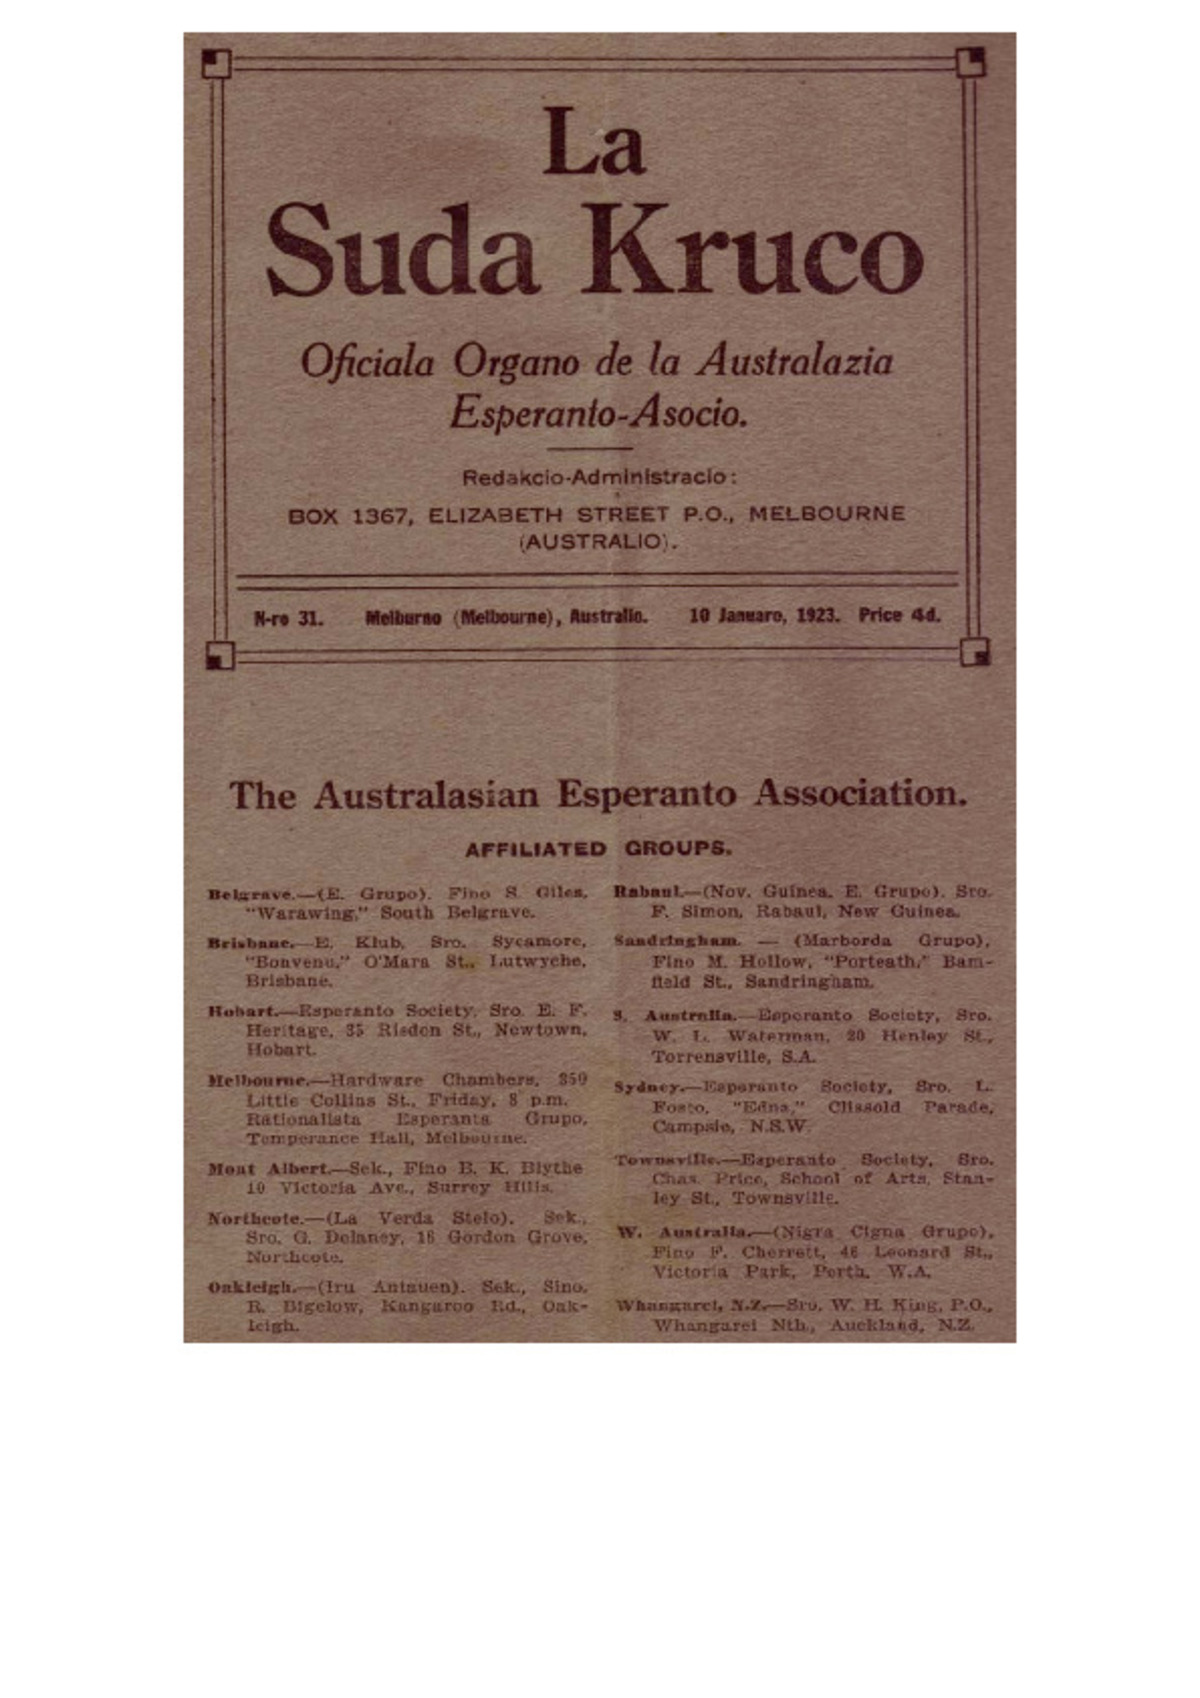 La
Suda Kruco
Oficiala Organo de la Australazia
Esperanto-Asocio.
Redakcio-Administracio:
BOX 1367, ELIZABETH STREET P.O., MELBOURNE
(AUSTRALIO).
N-ro 31. Melburno (Melbourne), Australio. 10 Januaro, 1923. Price 4d.
The Australasian Esperanto Association.
AFFILIATED GROUPS.
Belgrave.—(E. Grupo). Fino S. Giles,
"Warawing," South Belgrave.
Brisbane.—E. Klub, Sro. Sycamore,
"Bonvenu," O'Mara St., Lutwyche,
Brisbane.
Hobart.—Esperanto Society, Sro. E. F.
Heritage, 35 Risdon St., Newtown,
Hobart.
Melbourne.—Hardware Chambers, 350
Little Collins St., Friday, 8 p.m.
Rationalista Esperanta Grupo,
Temperance Hall, Melbourne.
Mont Albert.—Sek., Fino B. K. Blythe
10 Victoria Ave., Surrey Hills.
Northcote.—(La Verda Stelo). Sek.,
Sro. G. Delaney, 16 Gordon Grove,
Northcote.
Oakleigh.—(Iru Antauen). Sek., Sino.
R. Bigelow, Kangaroo Rd., Oak-
leigh.
Rabaul.—(Nov. Guinea, E. Grupo). Sro.
F. Simon, Rabaul, New Guinea.
Sandringham. — (Marborda Grupo),
Fino M. Hollow, "Porteath," Bam-
field St., Sandringham.
S. Australia.—Esperanto Society, Sro.
W. L. Waterman, 20 Henley St.,
Torrensville, S.A.
Sydney.—Esperanto Society, Sro. L.
"Edna," Clissold Parade,
Campsie, N.S.W.
Townsville.—Esperanto Society, Sro.
Chas. Price, School of Arts, Stan-
ley St., Townsville.
W. Australia.—(Nigra Cigna Grupo),
Fino F. Cherrett, 46 Leonard St.,
Victoria Park, Perth, W.A.
Whangarei, N.Z.—Sro. W. H. King, P.O.,
Whangarei Nth., Auckland, N.Z.